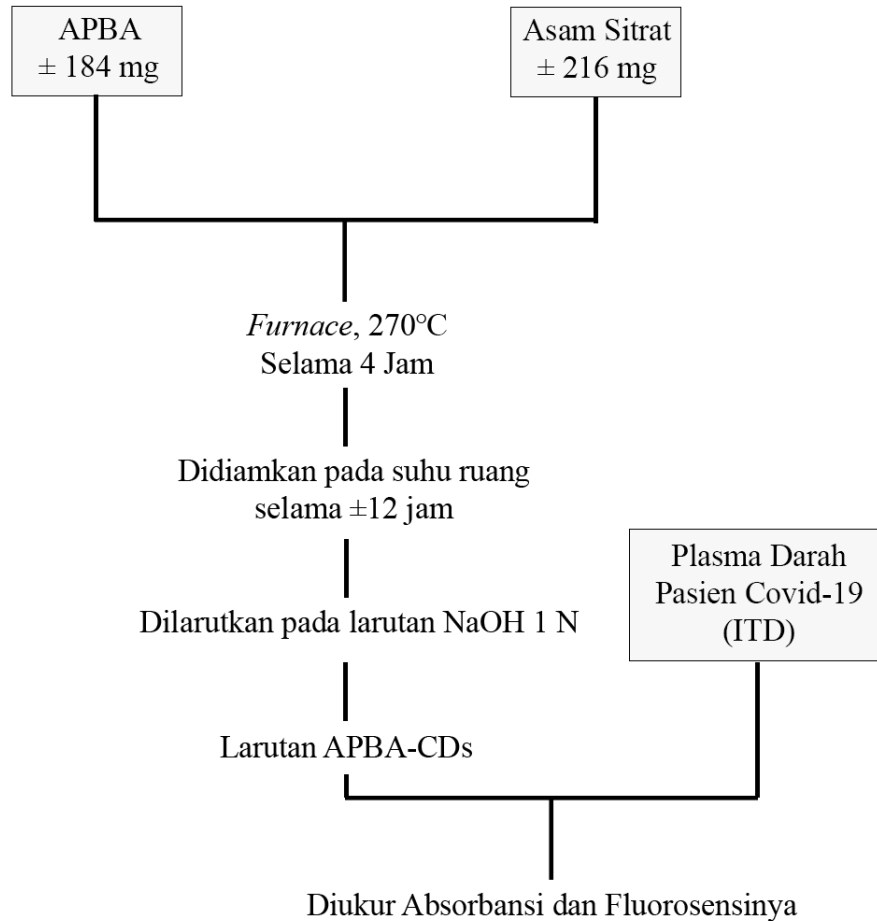 APBA
± 184 mg
Asam Sitrat
± 216 mg
Furnace, 270°C
Selama 4 Jam
Didiamkan pada suhu ruang
selama ±12 jam
Plasma Darah
Pasien Covid-19
(ITD)
Dilarutkan pada larutan NaOH 1 N
Larutan APBA-CDs
Diukur Absorbansi dan Fluorosensinya